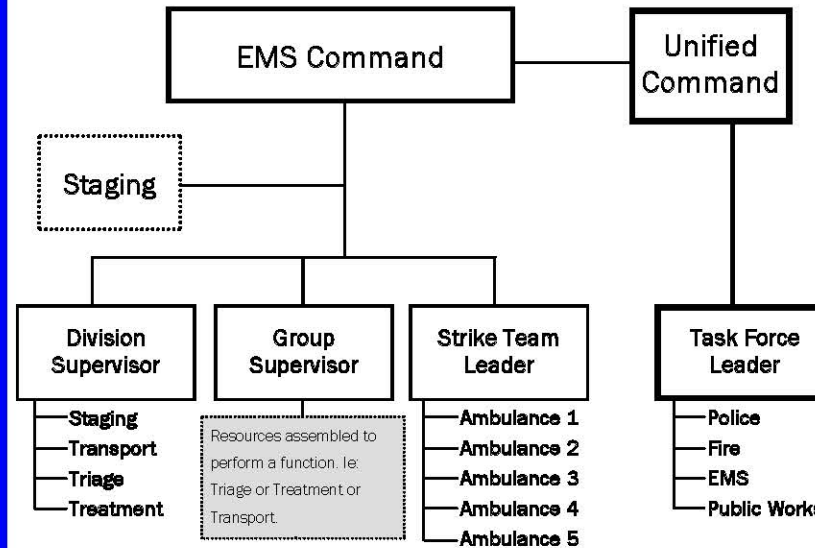 EMS Command
Unified
Command
Staging
Division
Supervisor
Staging
Transport
Triage
Treatment
Group
Supervisor
Resources assembled to
perform a function. Ie:
Triage or Treatment or
Transport.
Strike Team
Leader
Ambulance 1
Ambulance 2
Ambulance 3
Ambulance 4
Ambulance 5
Task Force
Leader
Police
Fire
EMS
Public Works